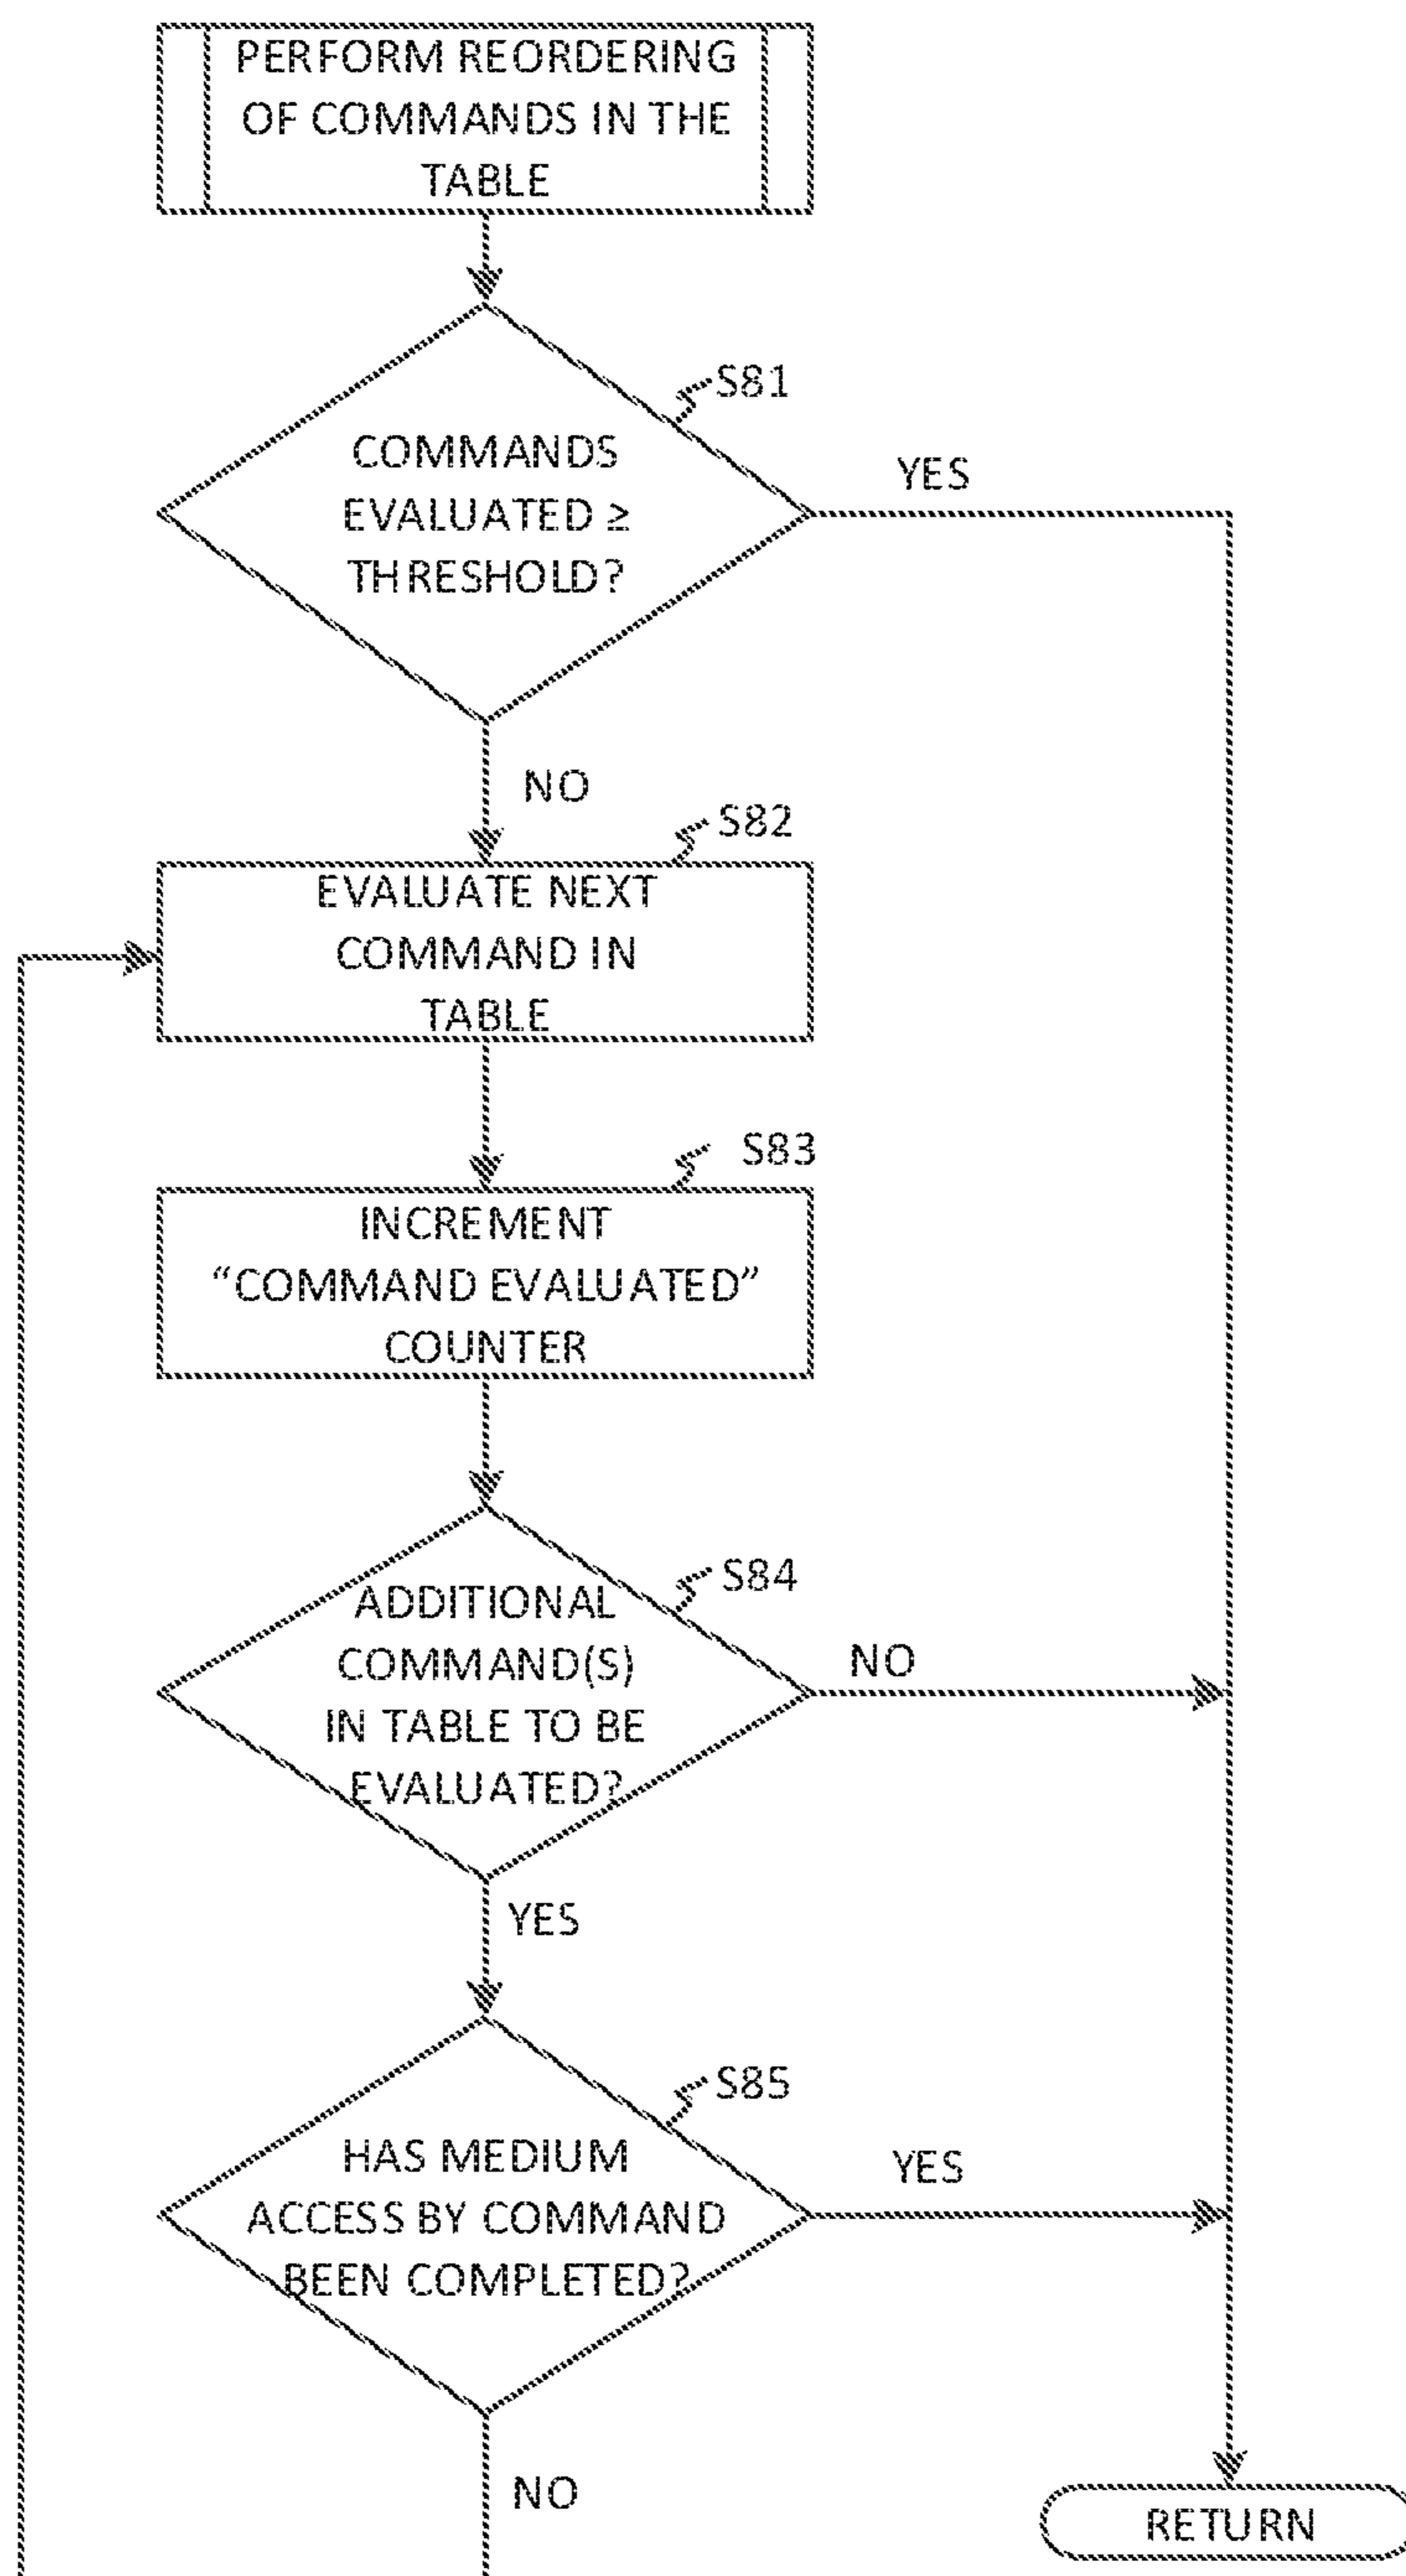 PERFORM REORDERING
OF COMMANDS IN THE
TABLE
S81
COMMANDS
EVALUATED ≥
THRESHOLD?
YES
NO
S82
EVALUATE NEXT
COMMAND IN
TABLE
S83
INCREMENT
“COMMAND EVALUATED”
COUNTER
S84
ADDITIONAL
COMMAND(S)
IN TABLE TO BE
EVALUATED?
NO
YES
S85
HAS MEDIUM
ACCESS BY COMMAND
BEEN COMPLETED?
YES
NO
RETURN